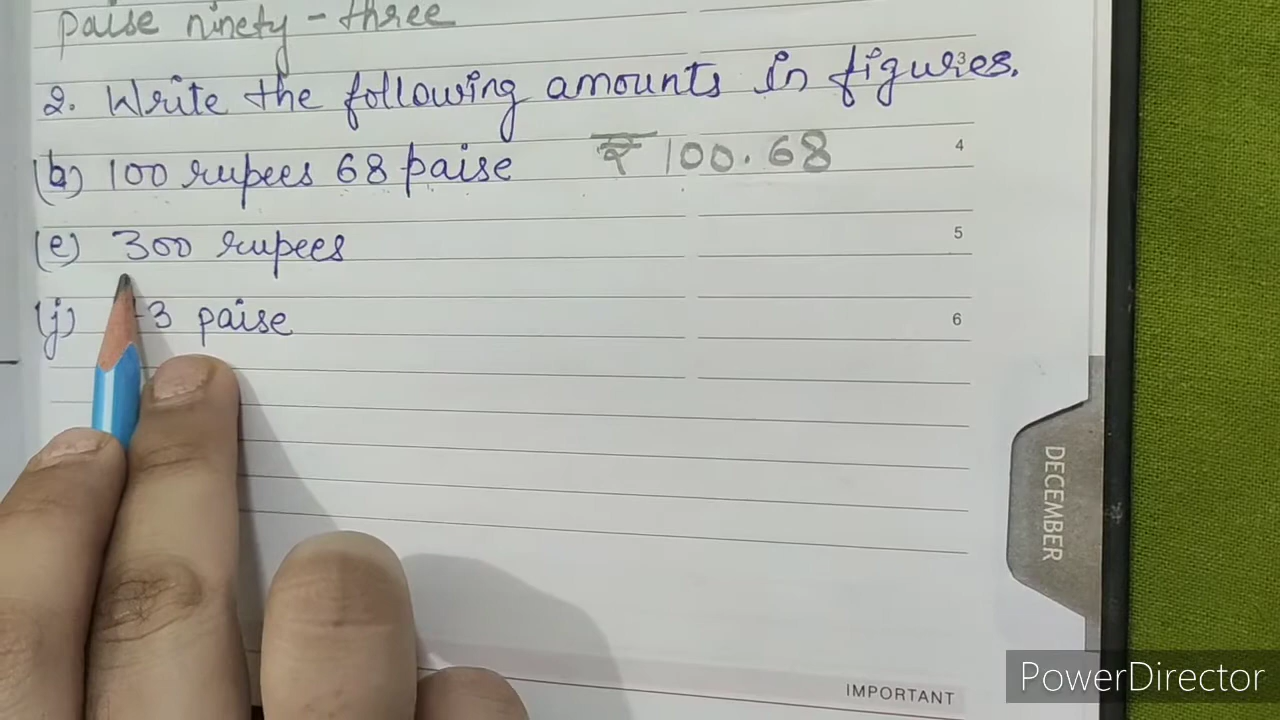 paise ninety - three
2. Write the following amounts in figures.
3
(b) 100 rupees 68 paise ₹ 100.68
4
(e) 300 rupees
5
(j) 3 paise
6
DECEMBER
IMPORTANT
PowerDirector